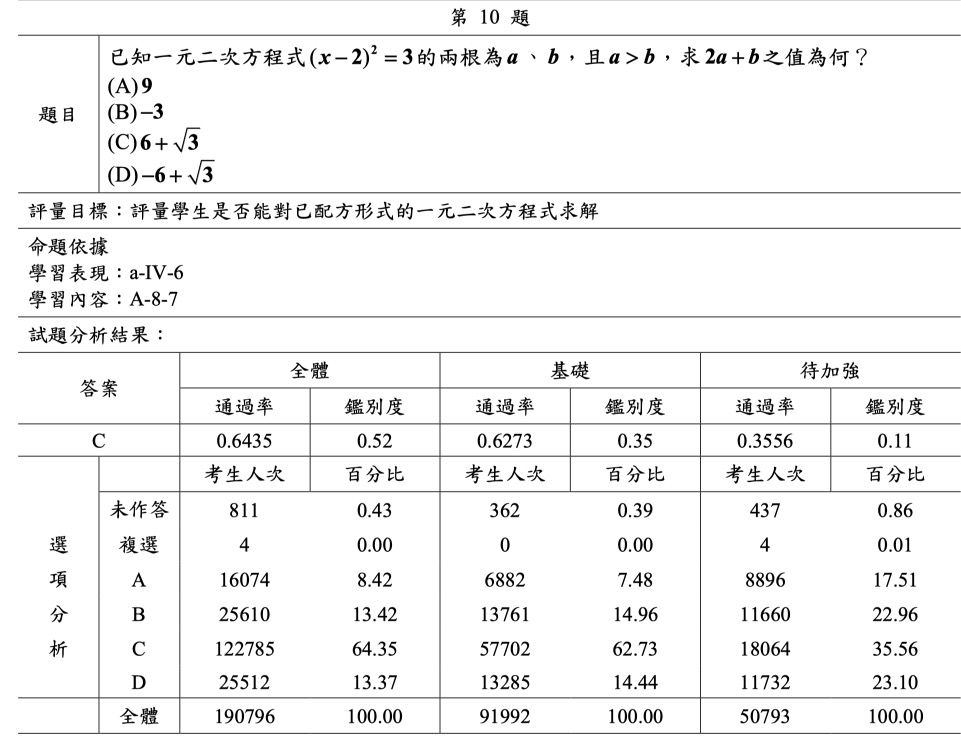 第 10 題
題目
已知一元二次方程式(x−2)²=3的兩根為a、b，且a>b，求2a+b之值為何？
(A)9
(B)−3
(C)6+√3
(D)−6+√3
評量目標：評量學生是否能對已配方形式的一元二次方程式求解
命題依據
學習表現：a-IV-6
學習內容：A-8-7
試題分析結果：
答案 全體 基礎 待加強
通過率 鑑別度 通過率 鑑別度 通過率 鑑別度
C 0.6435 0.52 0.6273 0.35 0.3556 0.11
選項分析 考生人次 百分比 考生人次 百分比 考生人次 百分比
未作答 811 0.43 362 0.39 437 0.86
複選 4 0.00 0 0.00 4 0.01
A 16074 8.42 6882 7.48 8896 17.51
B 25610 13.42 13761 14.96 11660 22.96
C 122785 64.35 57702 62.73 18064 35.56
D 25512 13.37 13285 14.44 11732 23.10
全體 190796 100.00 91992 100.00 50793 100.00